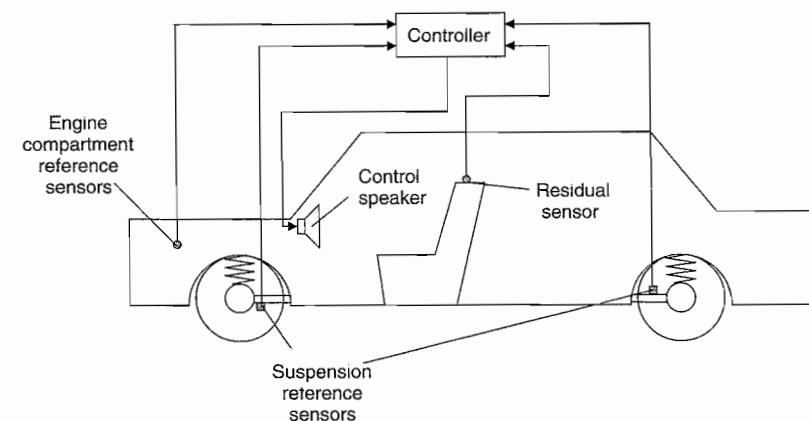 Controller
Engine
compartment
reference
sensors
Control
speaker
Residual
sensor
Suspension
reference
sensors